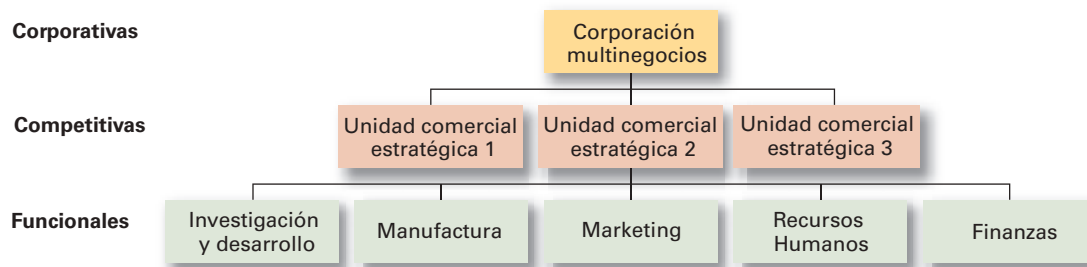 Corporativas
Corporación
multinegocios
Competitivas
Unidad comercial
estratégica 1
Unidad comercial
estratégica 2
Unidad comercial
estratégica 3
Funcionales
Investigación
y desarrollo
Manufactura
Marketing
Recursos
Humanos
Finanzas